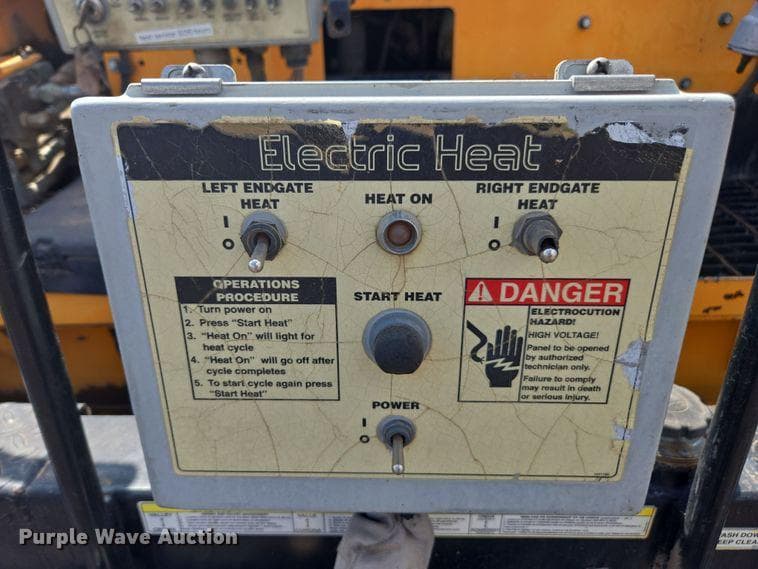 Electric Heat
LEFT ENDGATE
HEAT
HEAT ON
RIGHT ENDGATE
HEAT
I
O
I
O
OPERATIONS
PROCEDURE
1. Turn power on
2. Press "Start Heat"
3. "Heat On" will light for
heat cycle
4. "Heat On" will go off after
cycle completes
5. To start cycle again press
"Start Heat"
START HEAT
DANGER
ELECTROCUTION
HAZARD!
HIGH VOLTAGE!
Panel to be opened
by authorized
technician only.
Failure to comply
may result in death
or serious injury.
POWER
I
O
Purple Wave Auction